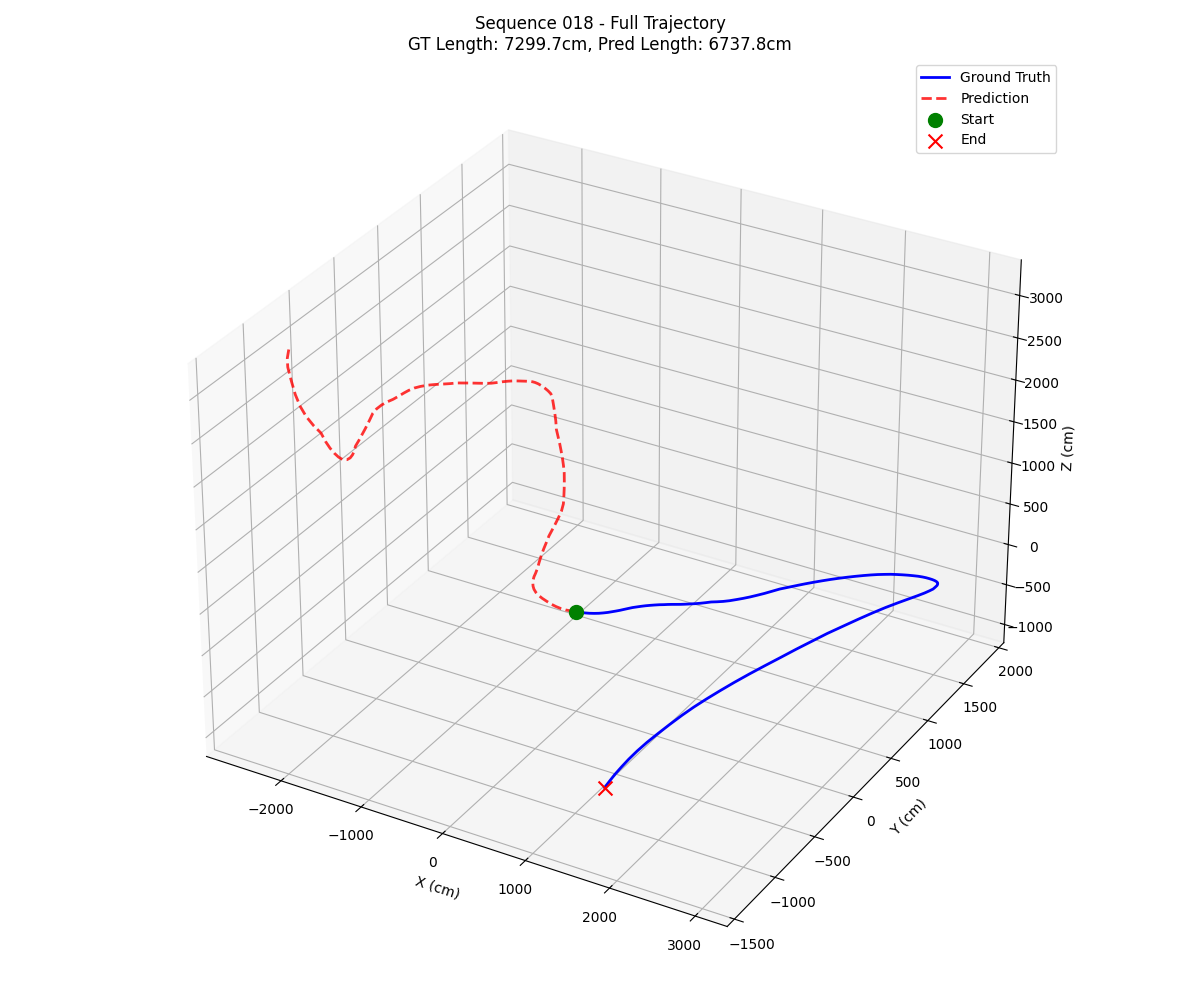 Sequence 018 - Full Trajectory
GT Length: 7299.7cm, Pred Length: 6737.8cm
Ground Truth
Prediction
Start
End
3000
2500
2000
1500
1000
500
0
−500
−1000
Z (cm)
2000
1500
1000
500
0
−500
−1000
−1500
Y (cm)
−2000
−1000
0
1000
2000
3000
X (cm)